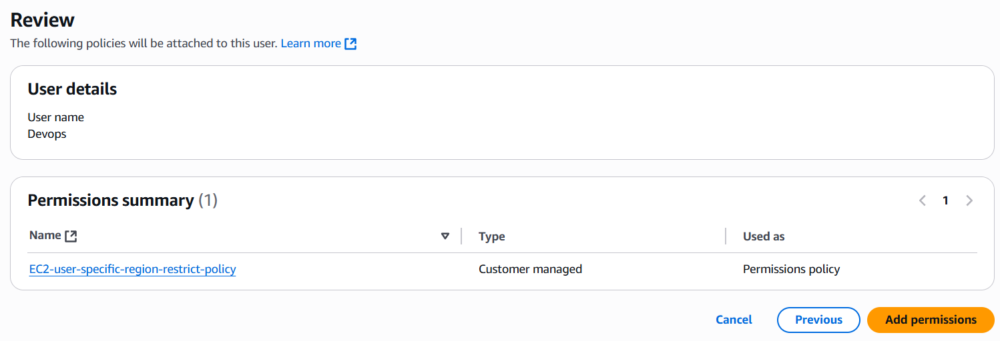 Review
The following policies will be attached to this user. Learn more
User details
User name
Devops
Permissions summary (1)
1
Name Type Used as
EC2-user-specific-region-restrict-policy Customer managed Permissions policy
Cancel Previous Add permissions